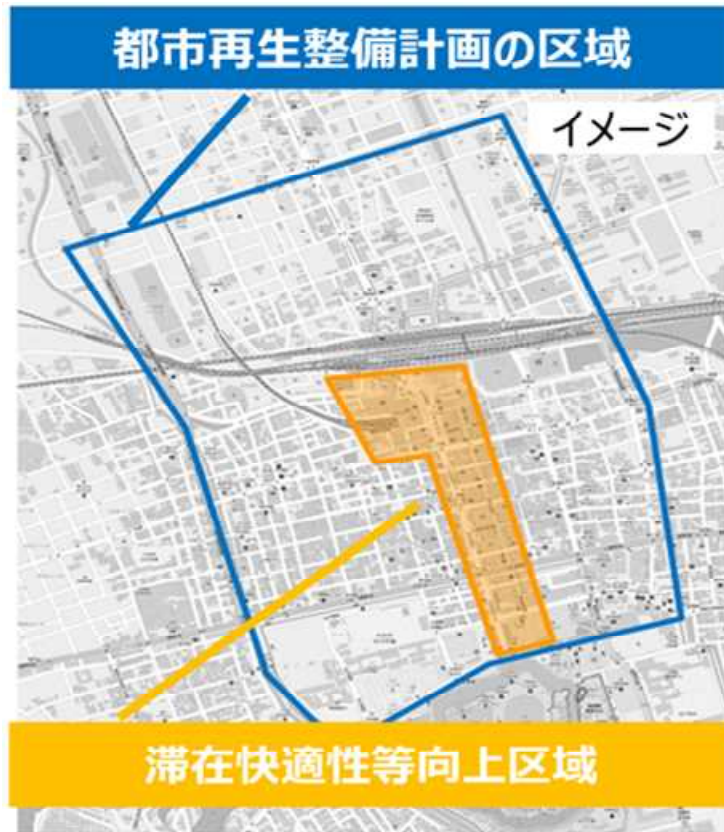 都市再生整備計画の区域
イメージ
滞在快適性等向上区域